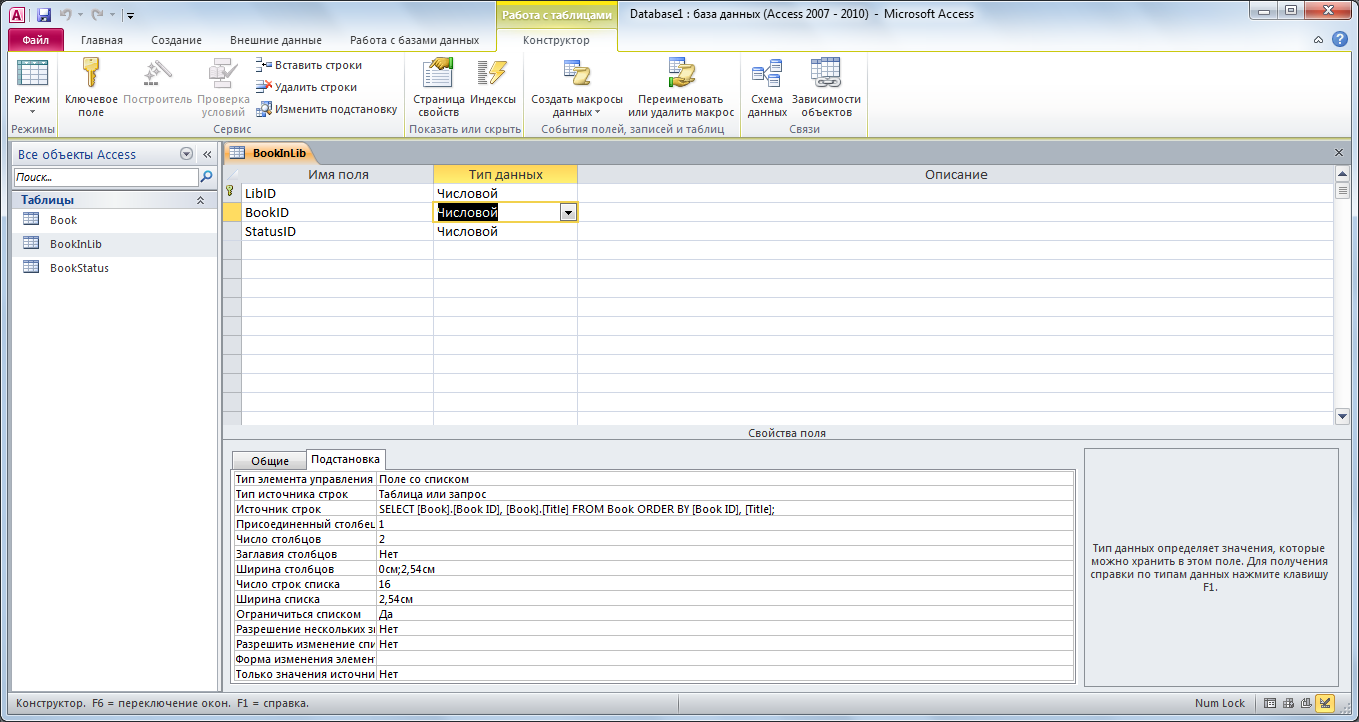 Работа с таблицами
Database1 : база данных (Access 2007 - 2010) - Microsoft Access
Файл Главная Создание Внешние данные Работа с базами данных Конструктор
Режим
Ключевое поле
Построитель
Проверка условий
Вставить строки
Удалить строки
Изменить подстановку
Страница свойств
Индексы
Создать макросы данных
Переименовать или удалить макрос
Схема данных
Зависимости объектов
Режимы Сервис Показать или скрыть События полей, записей и таблиц Связи
Все объекты Access
Поиск...
Таблицы
Book
BookInLib
BookStatus
BookInLib
Имя поля Тип данных Описание
LibID Числовой
BookID Числовой
StatusID Числовой
Свойства поля
Общие Подстановка
Тип элемента управления Поле со списком
Тип источника строк Таблица или запрос
Источник строк SELECT [Book].[Book ID], [Book].[Title] FROM Book ORDER BY [Book ID], [Title];
Присоединенный столбец 1
Число столбцов 2
Заглавия столбцов Нет
Ширина столбцов 0см;2,54см
Число строк списка 16
Ширина списка 2,54см
Ограничиться списком Да
Разрешение нескольких з Нет
Разрешить изменение спи Нет
Форма изменения элемент
Только значения источни Нет
Тип данных определяет значения, которые
можно хранить в этом поле. Для получения
справки по типам данных нажмите клавишу
F1.
Конструктор. F6 = переключение окон. F1 = справка.
Num Lock